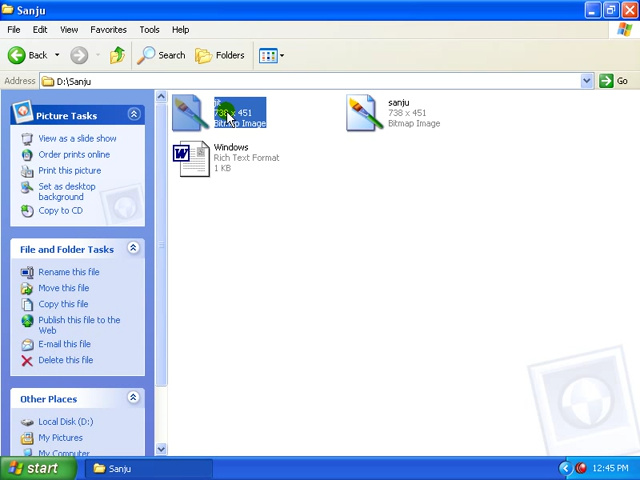 Sanju
File Edit View Favorites Tools Help
Back Search Folders
Address D:\Sanju Go
Picture Tasks
View as a slide show
Order prints online
Print this picture
Set as desktop
background
Copy to CD
File and Folder Tasks
Rename this file
Move this file
Copy this file
Publish this file to the
Web
E-mail this file
Delete this file
Other Places
Local Disk (D:)
My Pictures
My Computer
jit
738 x 451
Bitmap Image
sanju
738 x 451
Bitmap Image
Windows
Rich Text Format
1 KB
start Sanju 12:45 PM